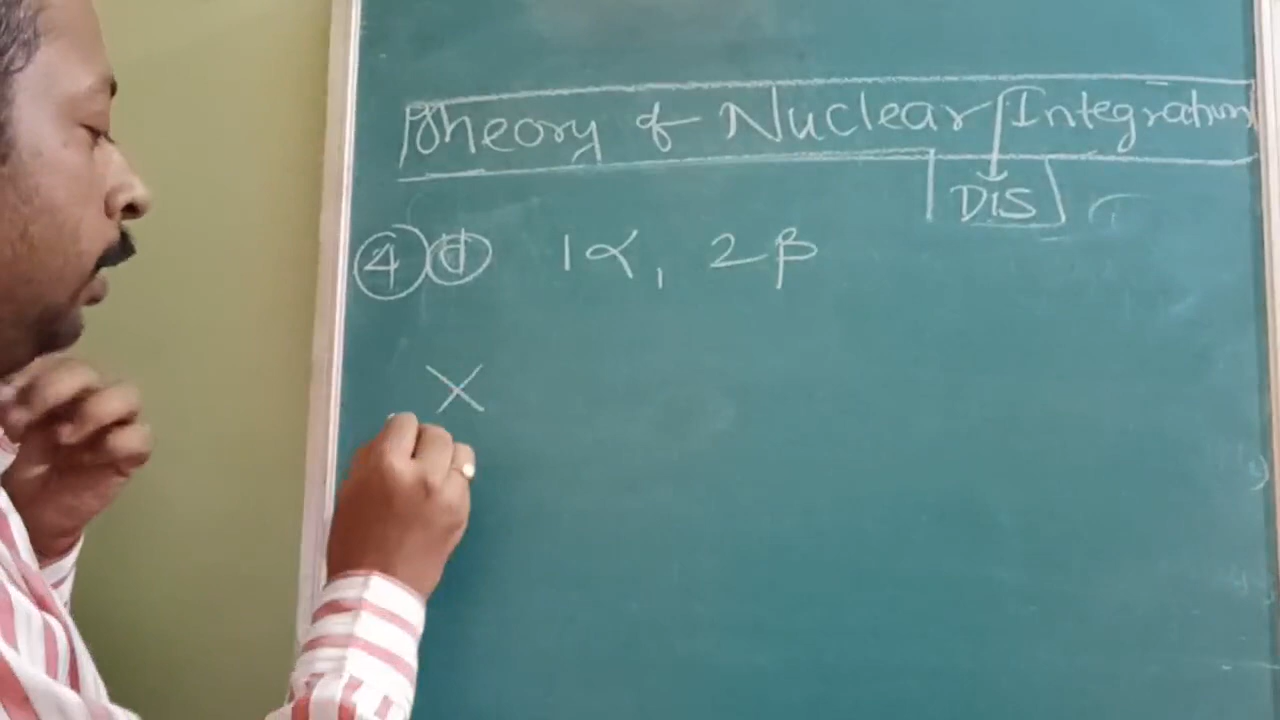 Theory of Nuclear Integration
DIS
④ ① 1α, 2β
X